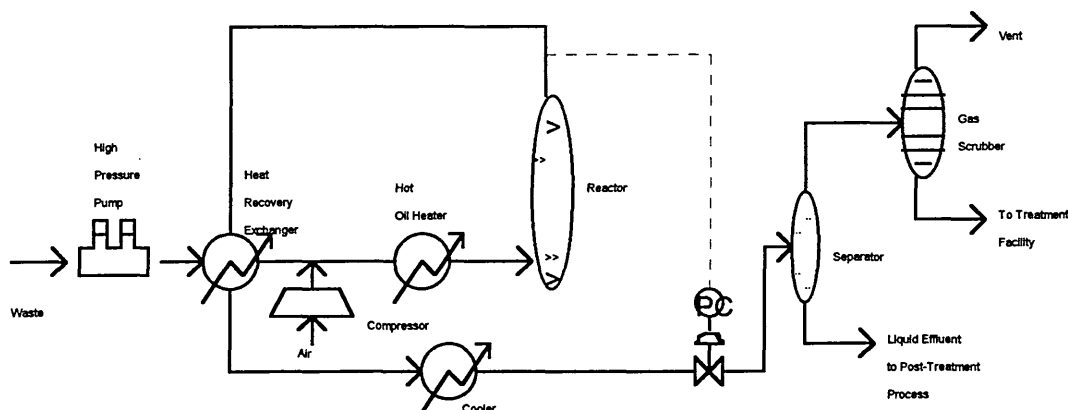 Vent
High
Pressure
Pump
Gas
Scrubber
Heat
Recovery
Exchanger
Hot
Oil Heater
Reactor
To Treatment
Facility
Separator
Waste
Compressor
Air
PC
Liquid Effluent
to Post-Treatment
Process
Cooler